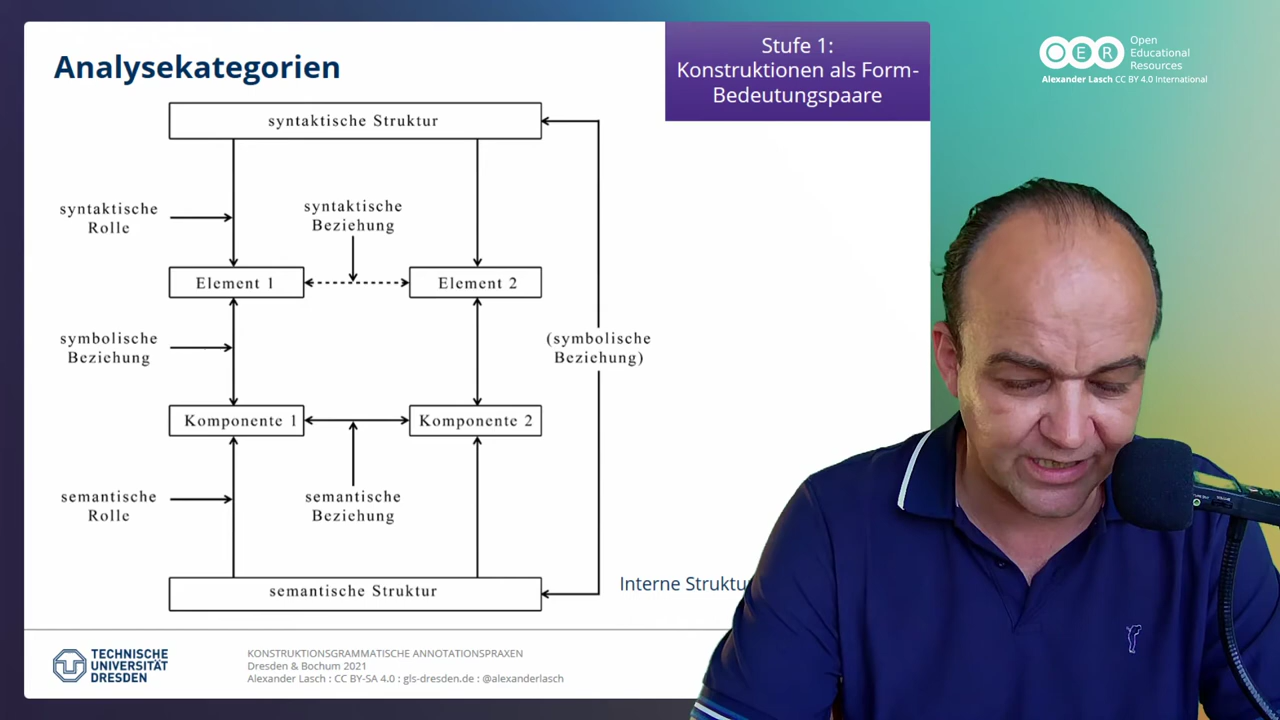 Analysekategorien
Stufe 1:
Konstruktionen als Form-
Bedeutungspaare
OER
Open
Educational
Resources
Alexander Lasch CC BY 4.0 International
syntaktische Struktur
syntaktische
Rolle
syntaktische
Beziehung
Element 1
Element 2
symbolische
Beziehung
(symbolische
Beziehung)
Komponente 1
Komponente 2
semantische
Rolle
semantische
Beziehung
semantische Struktur
Interne
TECHNISCHE
UNIVERSITÄT
DRESDEN
KONSTRUKTIONSGRAMMATISCHE ANNOTATIONSPRAXEN
Dresden & Bochum 2021
Alexander Lasch : CC BY-SA 4.0 : gls-dresden.de : @alexanderlasch